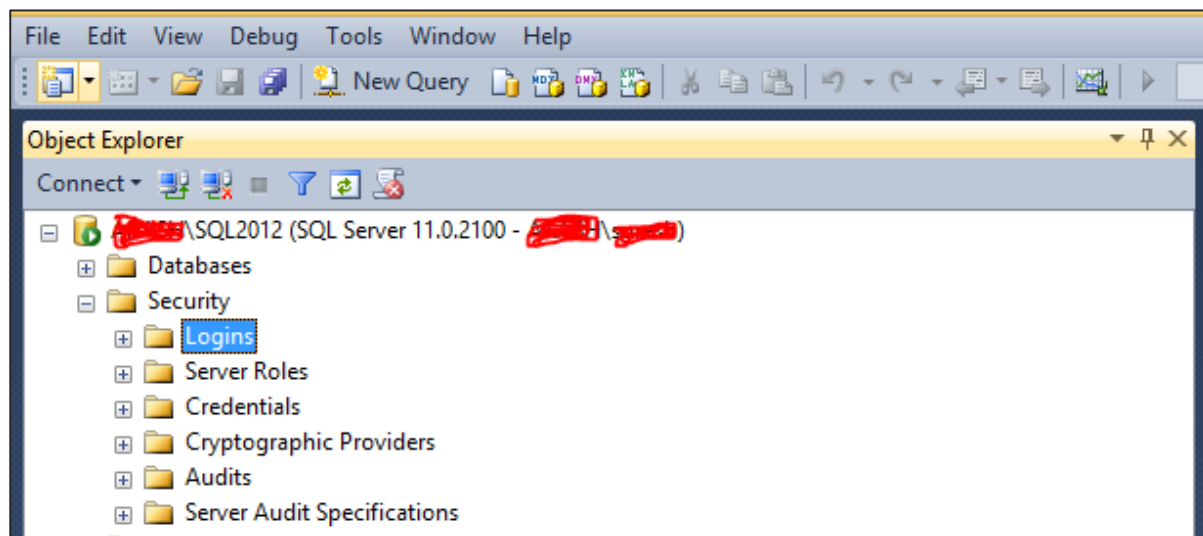 File Edit View Debug Tools Window Help
New Query
Object Explorer
Connect
\SQL2012 (SQL Server 11.0.2100 -
Databases
Security
Logins
Server Roles
Credentials
Cryptographic Providers
Audits
Server Audit Specifications